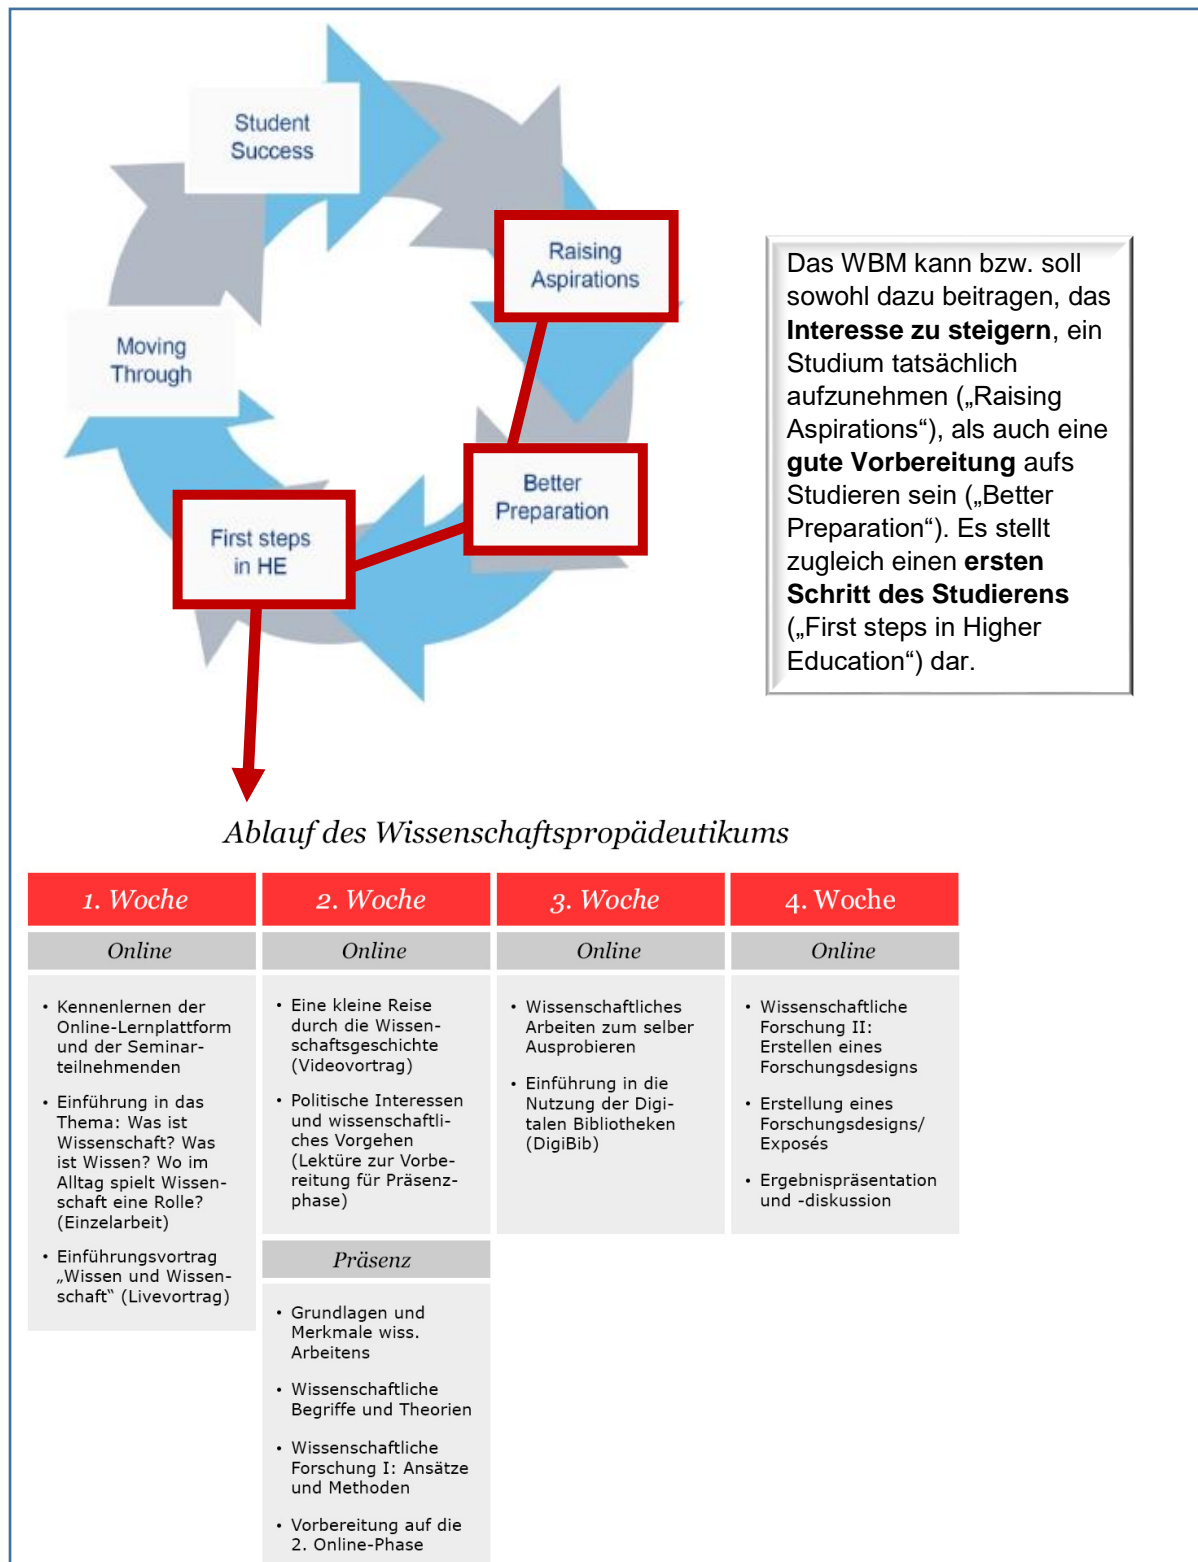 Student
Success
Raising
Aspirations
Moving
Through
Better
Preparation
First steps
in HE
Das WBM kann bzw. soll
sowohl dazu beitragen, das
Interesse zu steigern, ein
Studium tatsächlich
aufzunehmen („Raising
Aspirations“), als auch eine
gute Vorbereitung aufs
Studieren sein („Better
Preparation“). Es stellt
zugleich einen ersten
Schritt des Studierens
(„First steps in Higher
Education“) dar.
Ablauf des Wissenschaftspropädeutikums
1. Woche
Online
• Kennenlernen der
Online-Lernplattform
und der Seminar-
teilnehmenden
• Einführung in das
Thema: Was ist
Wissenschaft? Was
ist Wissen? Wo im
Alltag spielt Wissen-
schaft eine Rolle?
(Einzelarbeit)
• Einführungsvortrag
„Wissen und Wissen-
schaft“ (Livevortrag)
2. Woche
Online
• Eine kleine Reise
durch die Wissen-
schaftsgeschichte
(Videovortrag)
• Politische Interessen
und wissenschaftli-
ches Vorgehen
(Lektüre zur Vorbe-
reitung für Präsenz-
phase)
Präsenz
• Grundlagen und
Merkmale wiss.
Arbeitens
• Wissenschaftliche
Begriffe und Theorien
• Wissenschaftliche
Forschung I: Ansätze
und Methoden
• Vorbereitung auf die
2. Online-Phase
3. Woche
Online
• Wissenschaftliches
Arbeiten zum selber
Ausprobieren
• Einführung in die
Nutzung der Digi-
talen Bibliotheken
(DigiBib)
4. Woche
Online
• Wissenschaftliche
Forschung II:
Erstellen eines
Forschungsdesigns
• Erstellung eines
Forschungsdesigns/
Exposés
• Ergebnispräsentation
und -diskussion